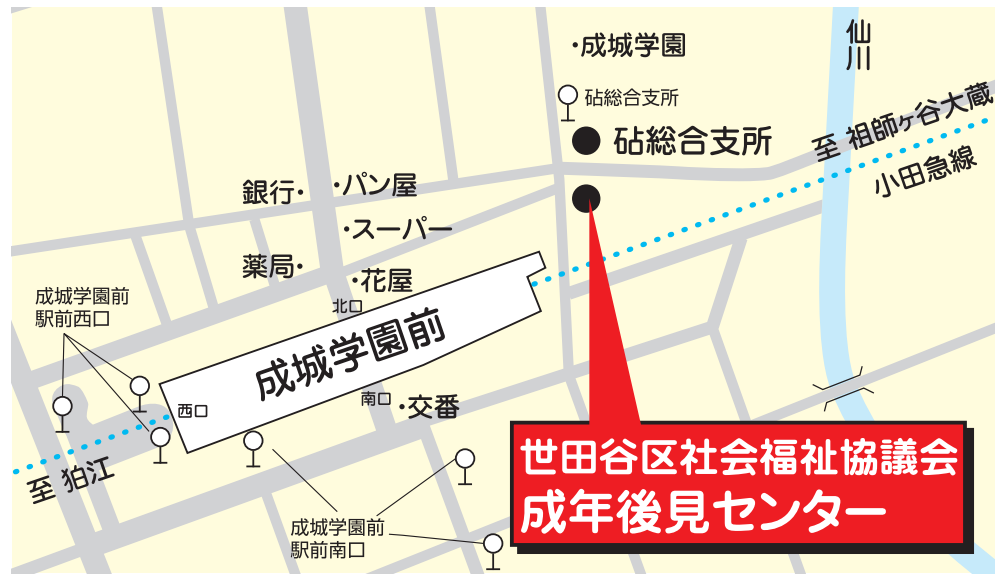 仙川
・成城学園
砧総合支所
砧総合支所
至 祖師ヶ谷大蔵
小田急線
銀行・
・パン屋
・スーパー
薬局・
・花屋
北口
成城学園前
駅前西口
成城学園前
西口
南口
・交番
至 狛江
世田谷区社会福祉協議会
成年後見センター
成城学園前
駅前南口